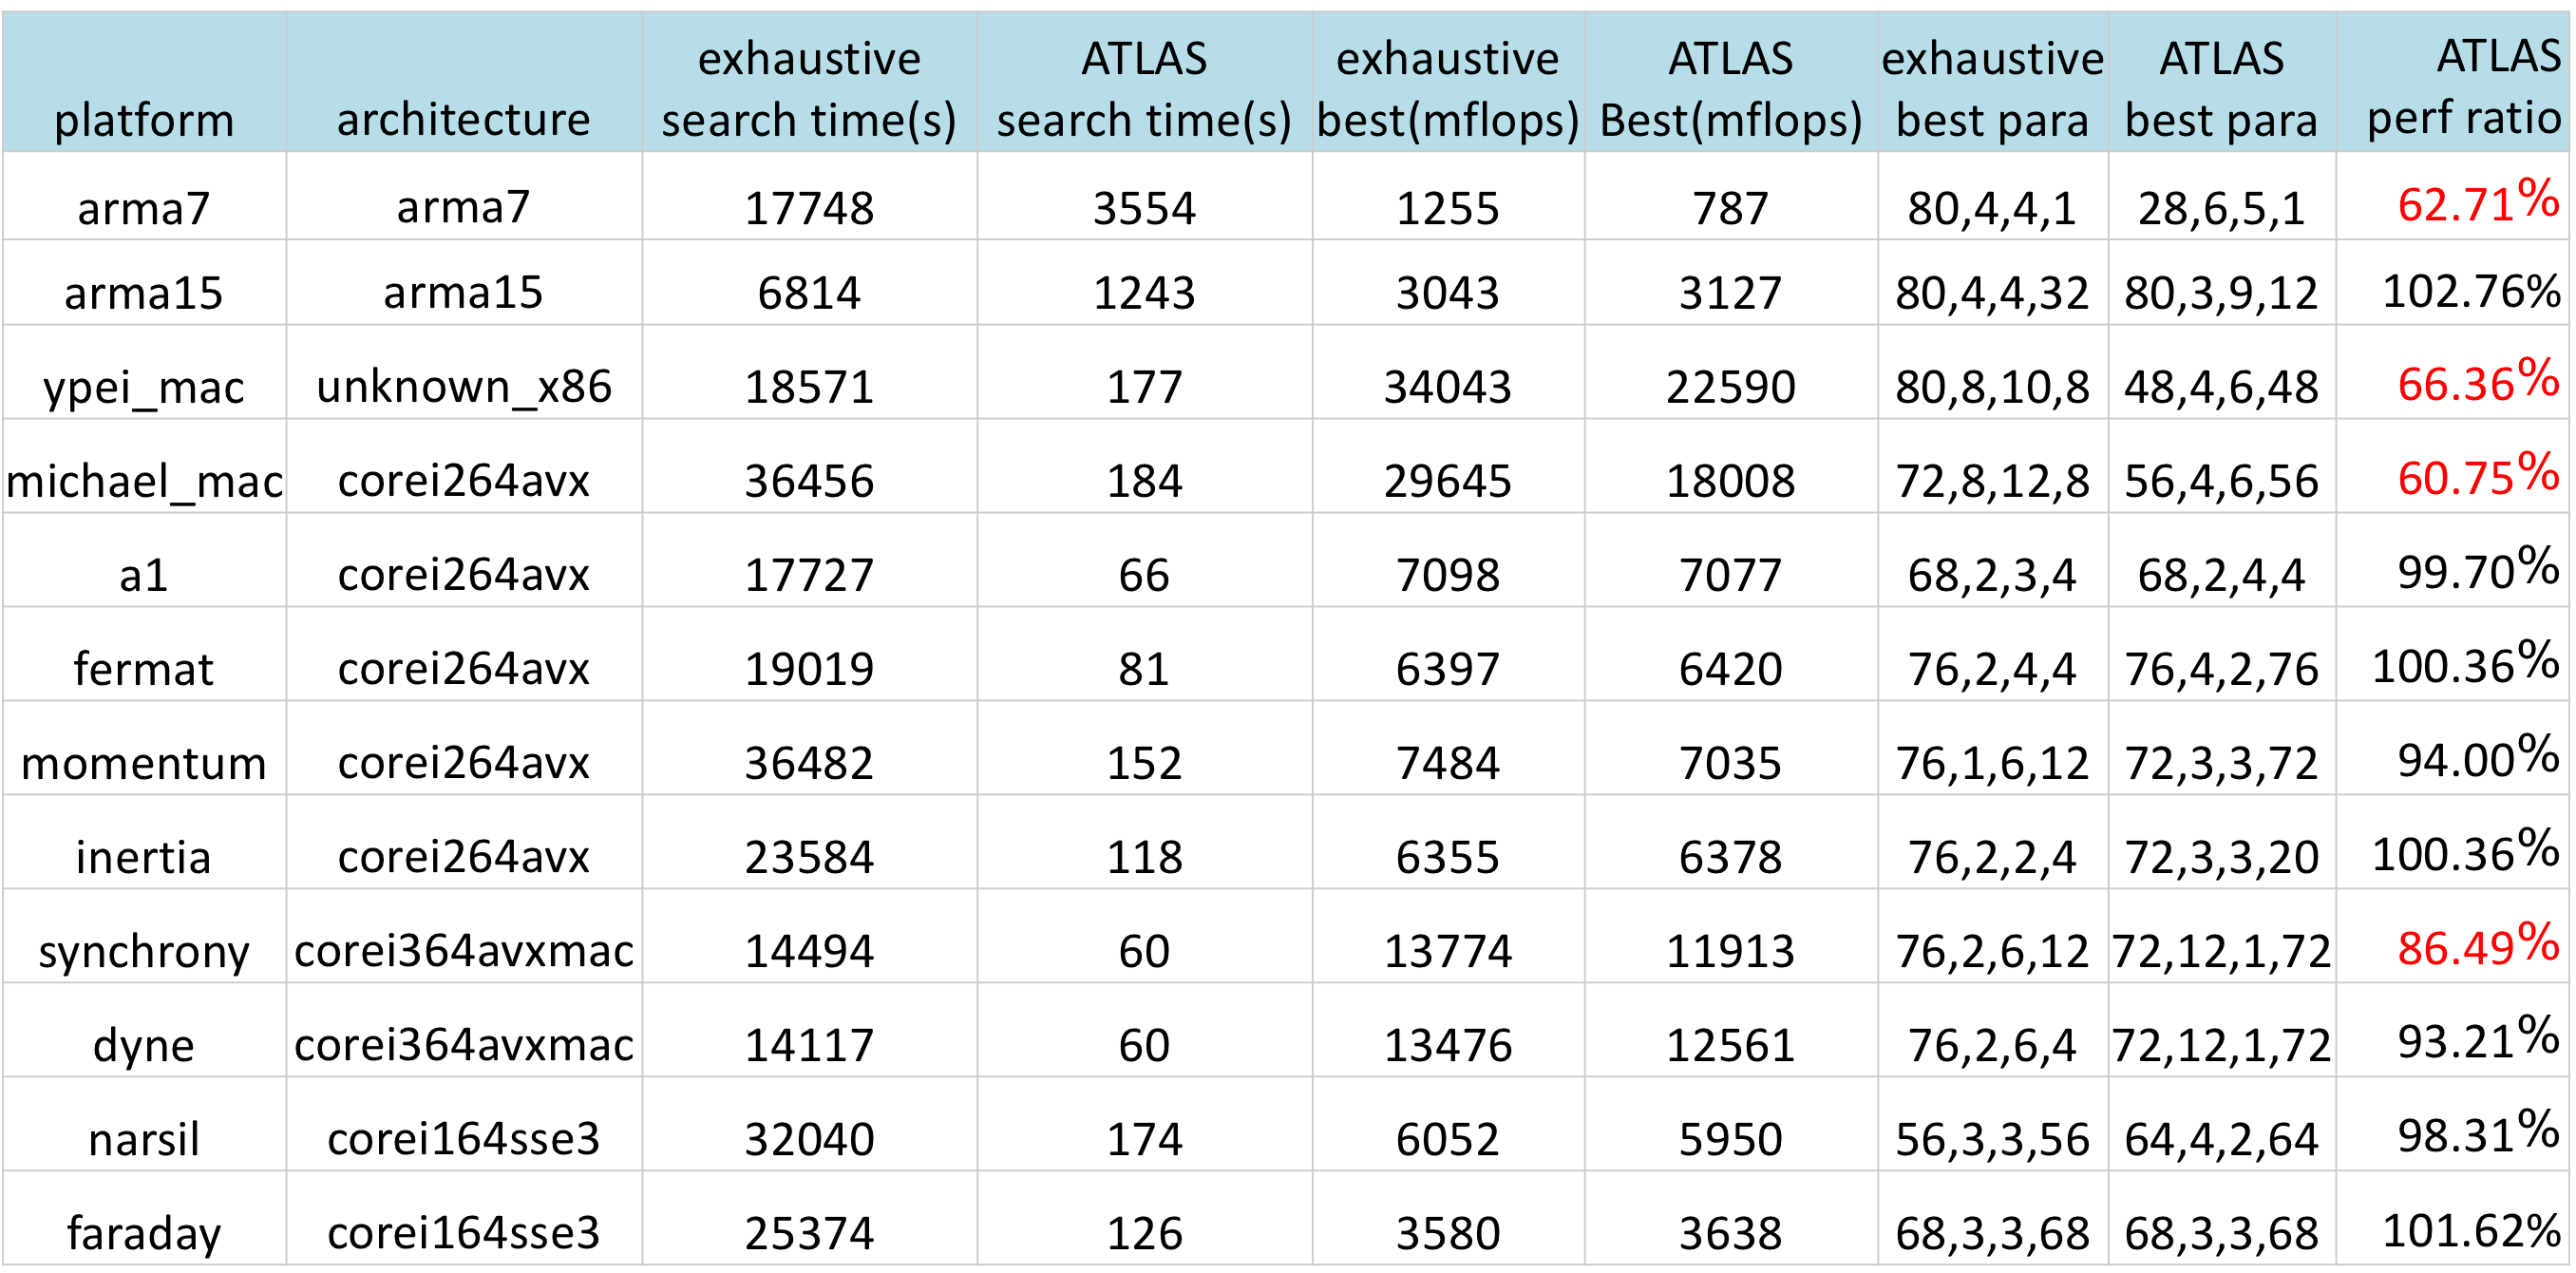 platform architecture exhaustive search time(s) ATLAS search time(s) exhaustive best(mflops) ATLAS Best(mflops) exhaustive best para ATLAS best para ATLAS perf ratio
arma7 arma7 17748 3554 1255 787 80,4,4,1 28,6,5,1 62.71%
arma15 arma15 6814 1243 3043 3127 80,4,4,32 80,3,9,12 102.76%
ypei_mac unknown_x86 18571 177 34043 22590 80,8,10,8 48,4,6,48 66.36%
michael_mac corei264avx 36456 184 29645 18008 72,8,12,8 56,4,6,56 60.75%
a1 corei264avx 17727 66 7098 7077 68,2,3,4 68,2,4,4 99.70%
fermat corei264avx 19019 81 6397 6420 76,2,4,4 76,4,2,76 100.36%
momentum corei264avx 36482 152 7484 7035 76,1,6,12 72,3,3,72 94.00%
inertia corei264avx 23584 118 6355 6378 76,2,2,4 72,3,3,20 100.36%
synchrony corei364avxmac 14494 60 13774 11913 76,2,6,12 72,12,1,72 86.49%
dyne corei364avxmac 14117 60 13476 12561 76,2,6,4 72,12,1,72 93.21%
narsil corei164sse3 32040 174 6052 5950 56,3,3,56 64,4,2,64 98.31%
faraday corei164sse3 25374 126 3580 3638 68,3,3,68 68,3,3,68 101.62%